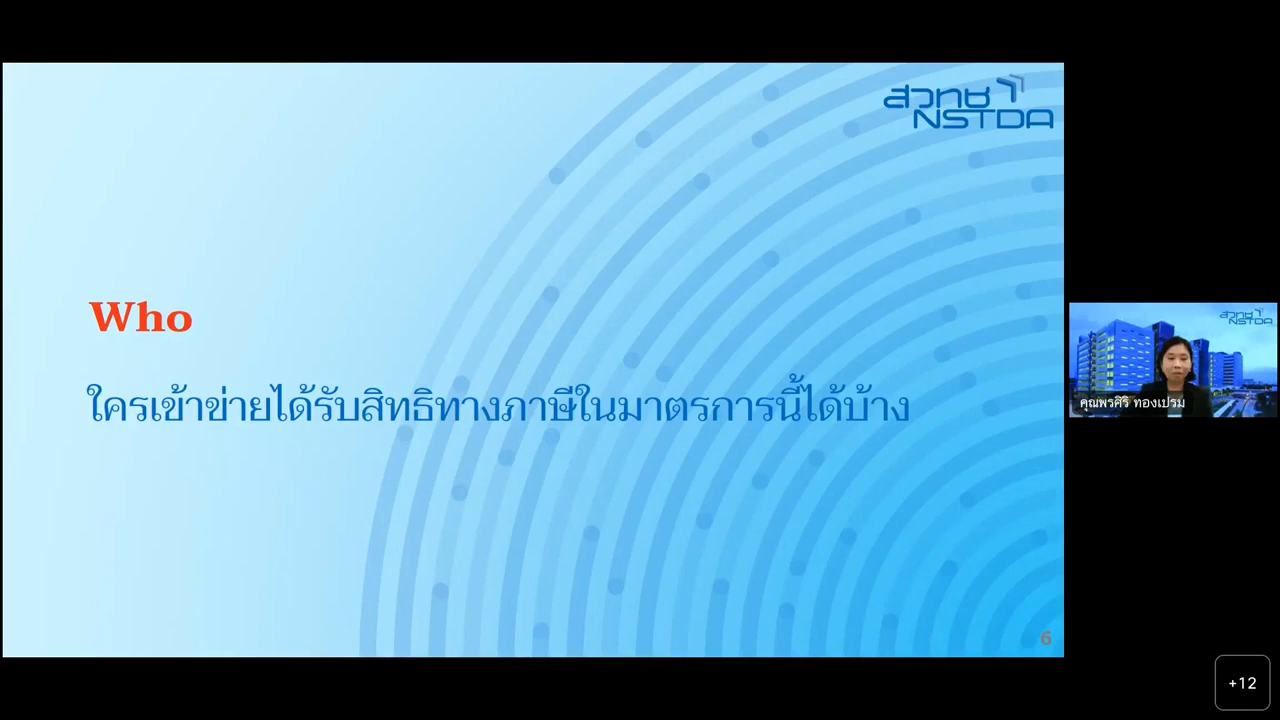 สวทช
NSTDA
Who
ใครเข้าข่ายได้รับสิทธิทางภาษีในมาตรการนี้ได้บ้าง
6
สวทช
NSTDA
คุณพรศิริ ทองเปรม
+12